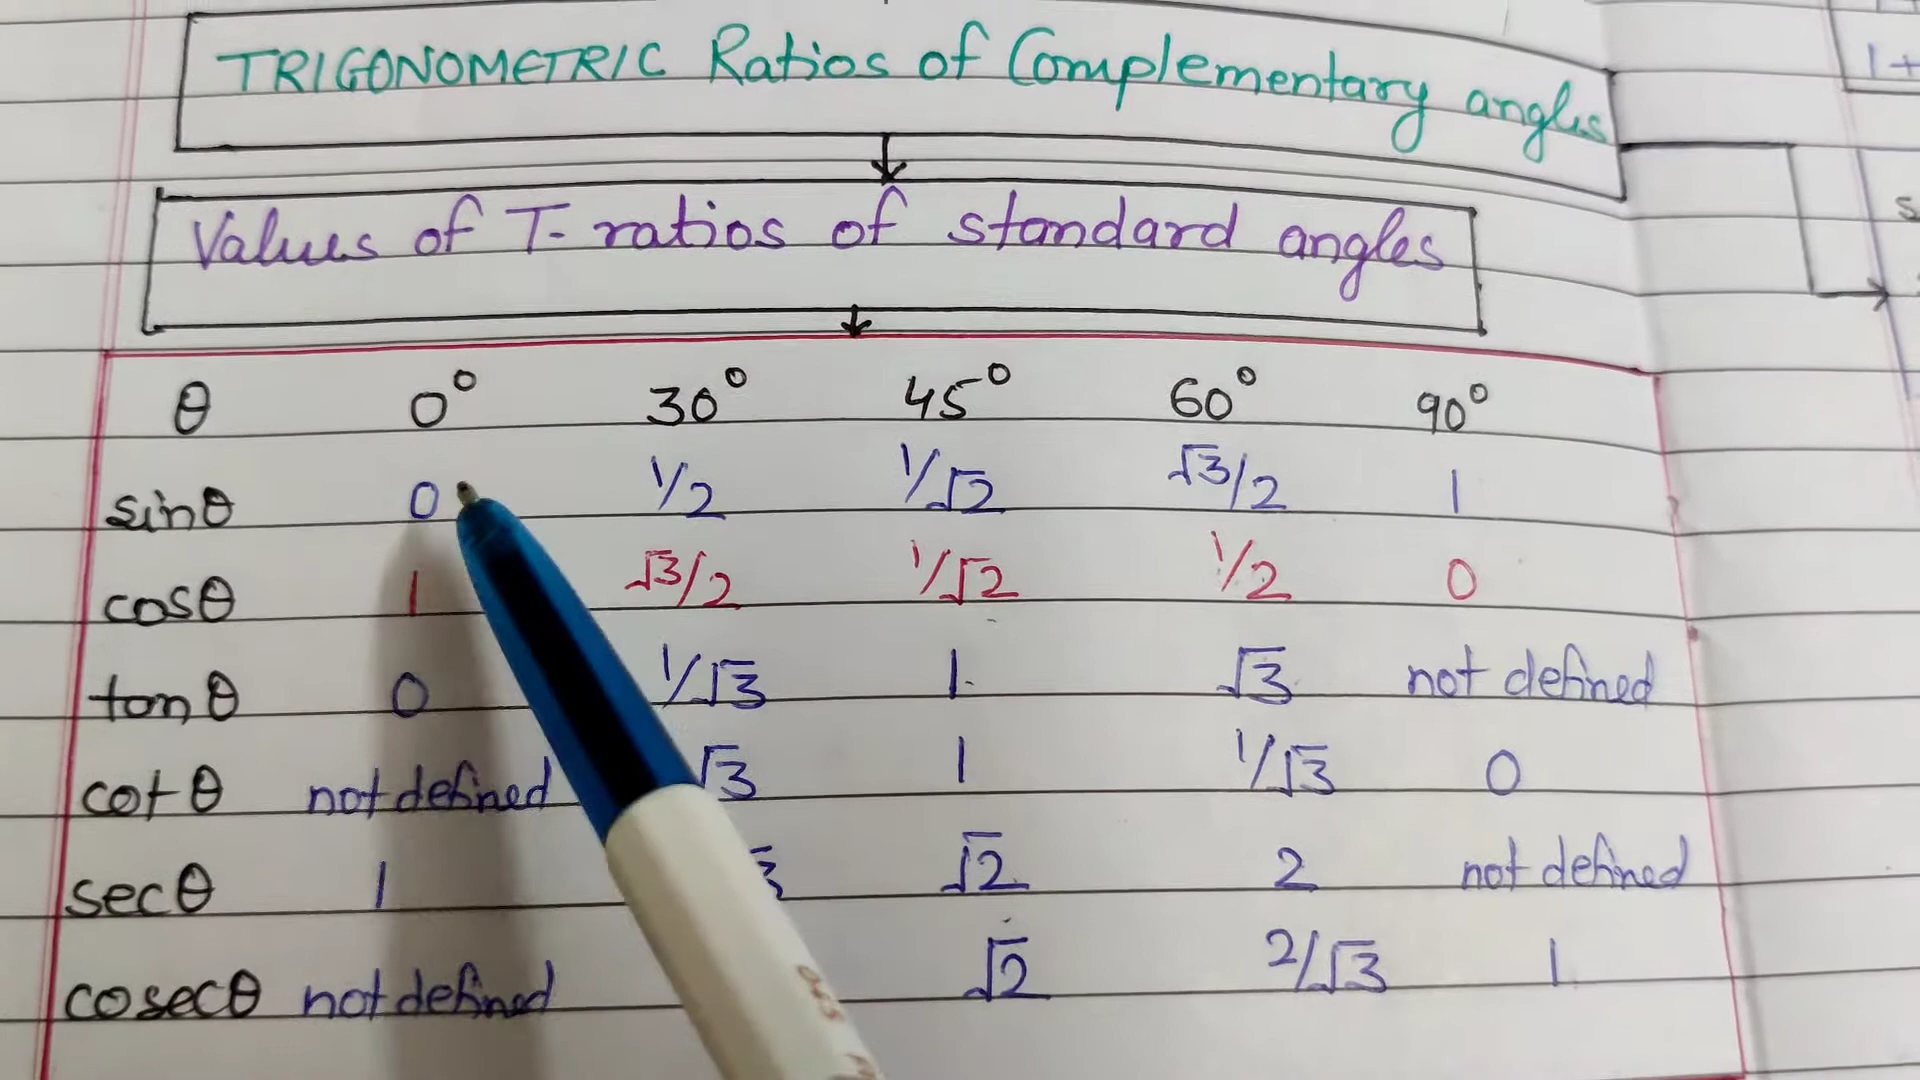 TRIGONOMETRIC Ratios of Complementary angles
1+
Values of T-ratios of standard angles
θ 0° 30° 45° 60° 90°
sinθ 0 1/2 1/√2 √3/2 1
cosθ 1 √3/2 1/√2 1/2 0
tanθ 0 1/√3 1 √3 not defined
cotθ not defined √3 1 1/√3 0
secθ 1 √2 2 not defined
cosecθ not defined √2 2/√3 1